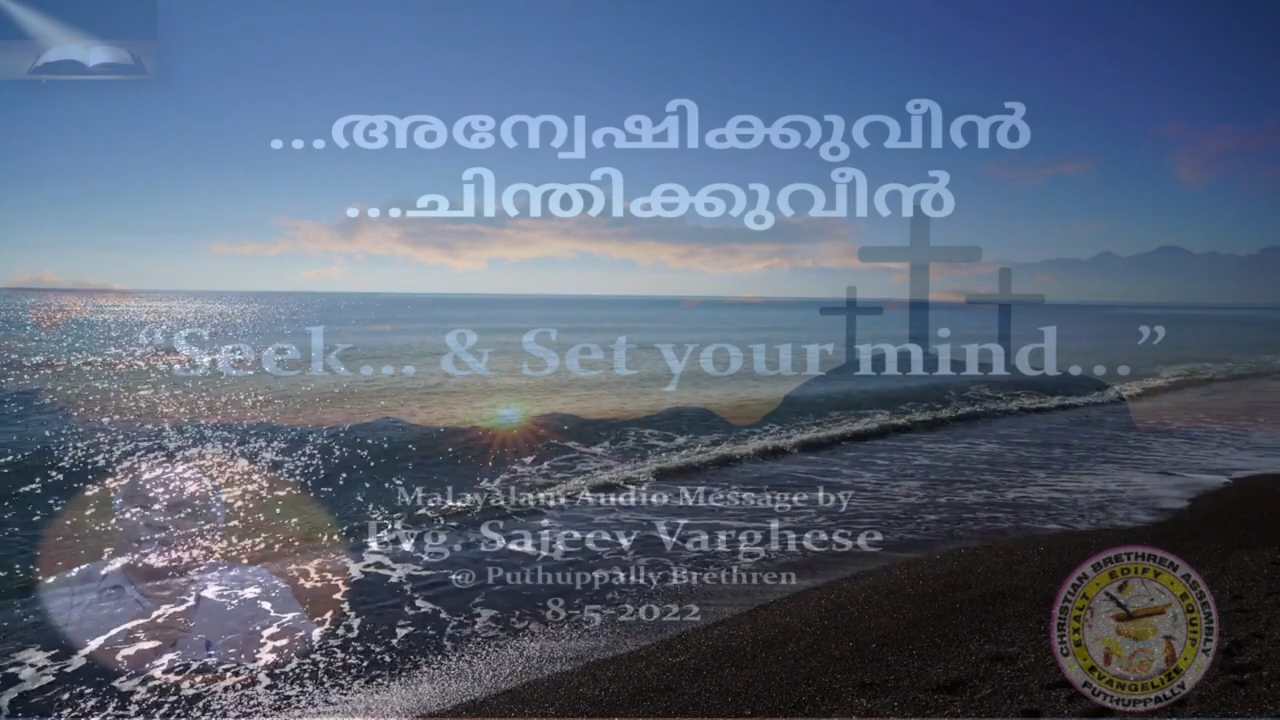 ...അന്വേഷിക്കുവീൻ
...ചിന്തിക്കുവീൻ
“Seek... & Set your mind...”
Malayalam Audio Message by
Evg. Sajeev Varghese
@ Puthuppally Brethren
8-5-2022
CHRISTIAN BRETHREN ASSEMBLY
EXALT · EDIFY · EQUIP · EVANGELIZE
PUTHUPPALLY